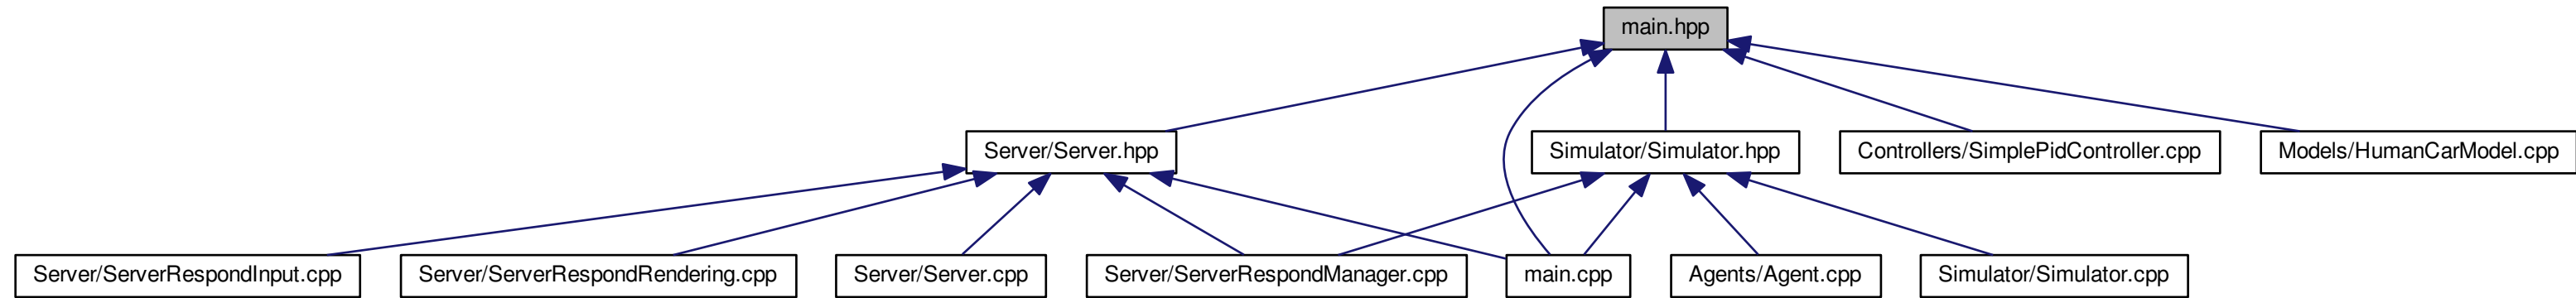 main.hpp
Server/Server.hpp
Simulator/Simulator.hpp
Controllers/SimplePidController.cpp
Models/HumanCarModel.cpp
Server/ServerRespondInput.cpp
Server/ServerRespondRendering.cpp
Server/Server.cpp
Server/ServerRespondManager.cpp
main.cpp
Agents/Agent.cpp
Simulator/Simulator.cpp